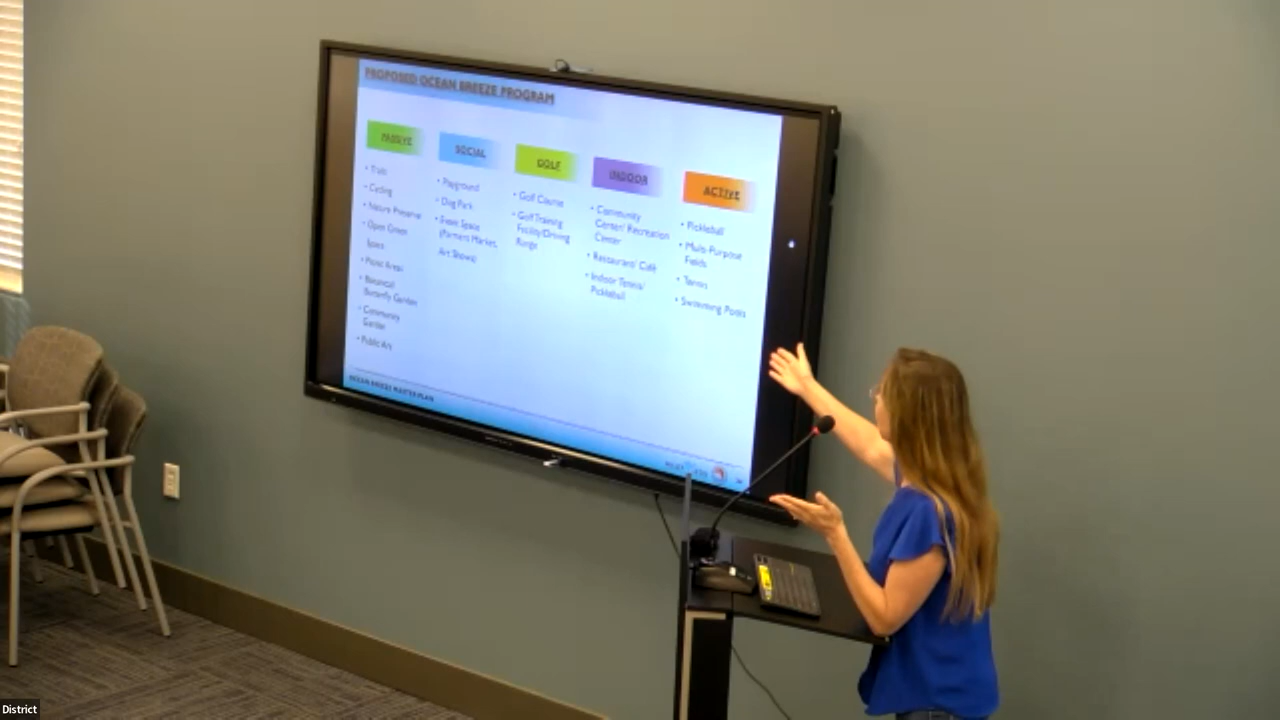 PROPOSED OCEAN BREEZE PROGRAM
PASSIVE
• Trails
• Cycling
• Nature Preserve
• Open Green
Space
• Picnic Areas
• Botanical/
Butterfly Garden
• Community
Garden
• Public Art
SOCIAL
• Playground
• Dog Park
• Event Space
(Farmers Market,
Art Shows)
GOLF
• Golf Course
• Golf Training
Facility/Driving
Range
INDOOR
• Community
Center/ Recreation
Center
• Restaurant/ Café
• Indoor Tennis/
Pickleball
ACTIVE
• Pickleball
• Multi-Purpose
Fields
• Tennis
• Swimming Pools
OCEAN BREEZE MASTER PLAN
District